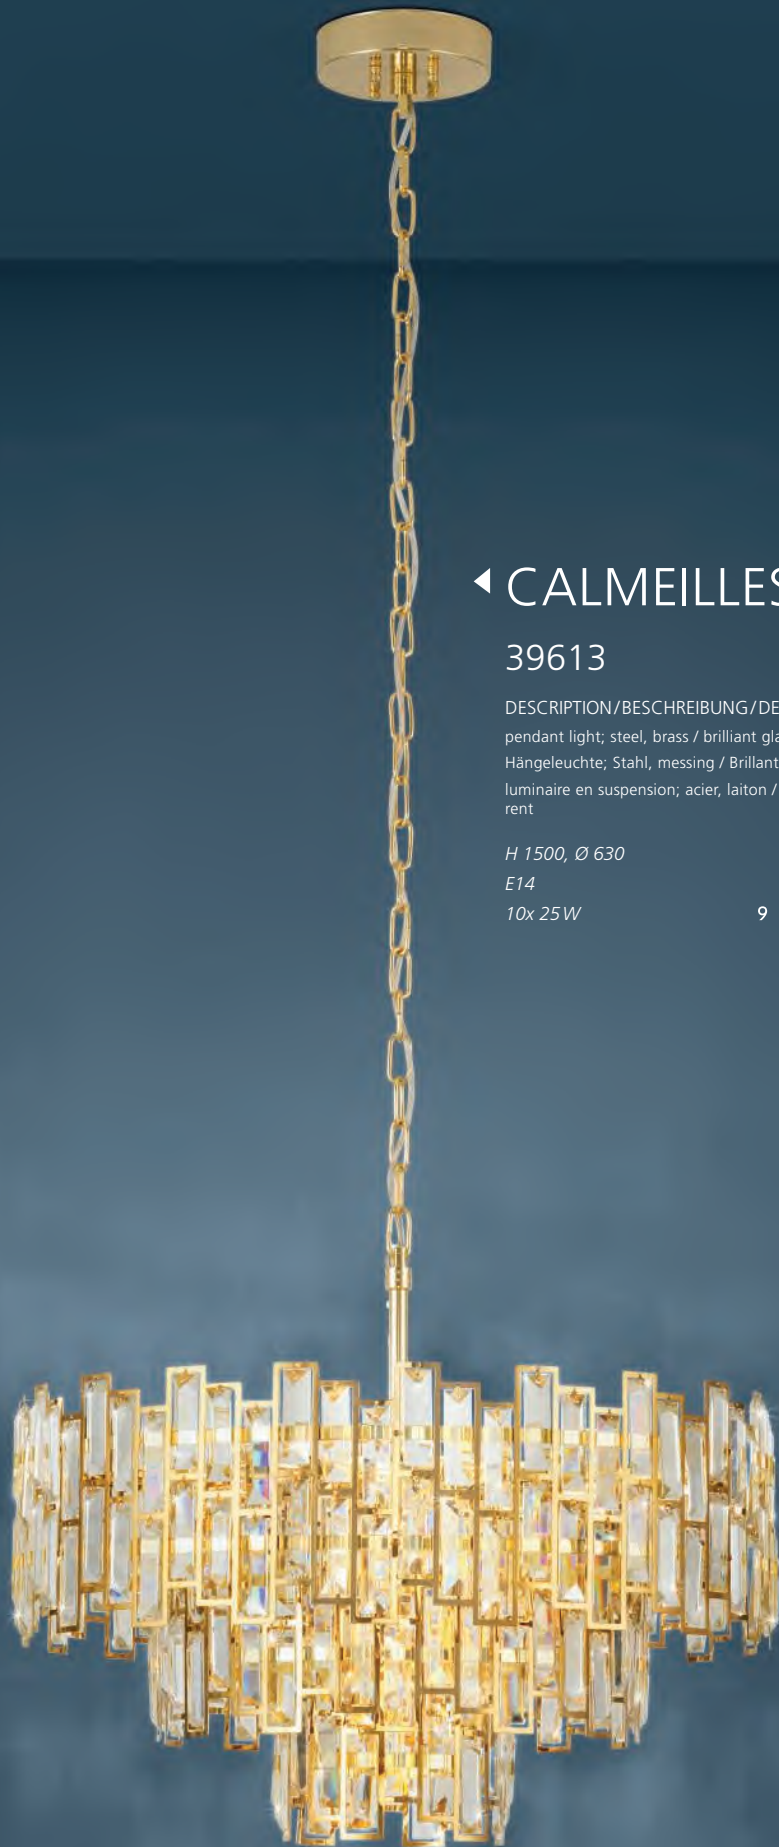 CALMEILLES
39613
DESCRIPTION/BESCHREIBUNG/DE
pendant light; steel, brass / brilliant gla
Hängeleuchte; Stahl, messing / Brillant
luminaire en suspension; acier, laiton /
rent
H 1500, Ø 630
E14
10x 25W 9